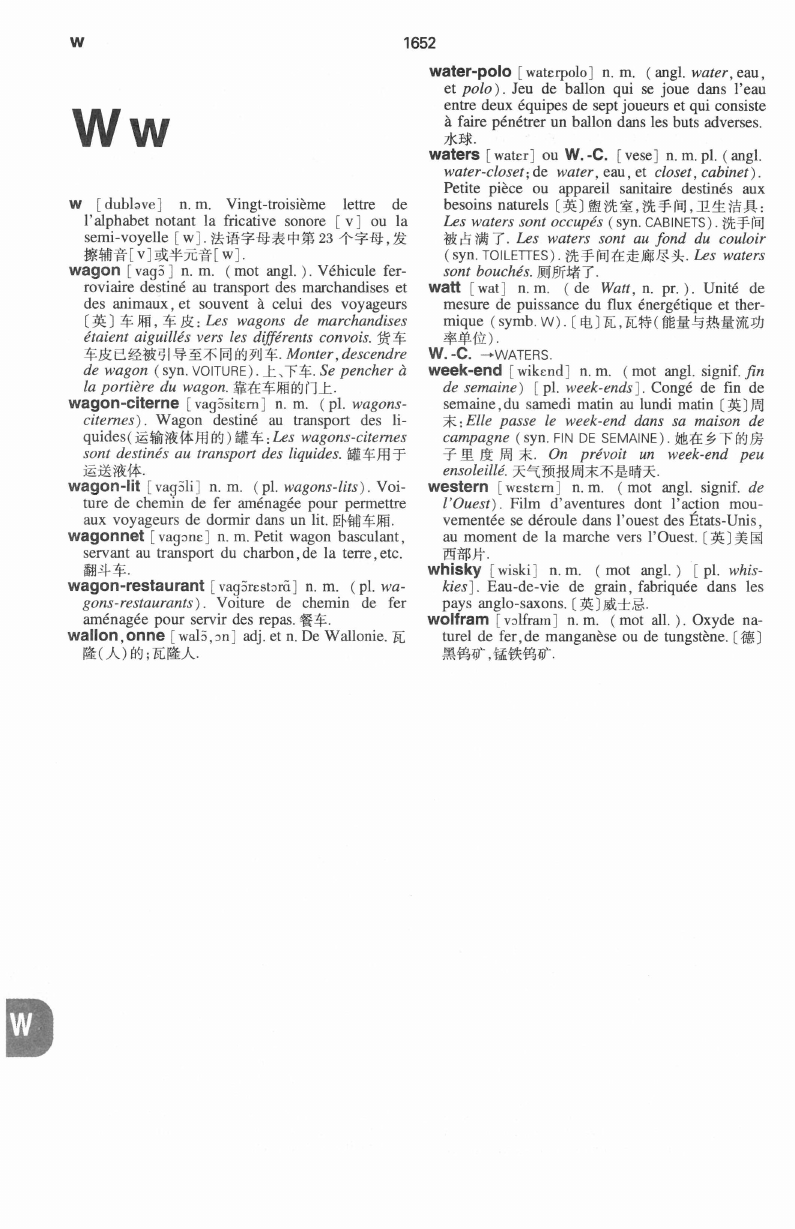 W
1652
W w
w [dublǝve] n. m. Vingt-troisième lettre de
l'alphabet notant la fricative sonore [v] ou la
semi-voyelle [w]. 法语字母表中第 23 个字母,发
擦辅音[v]或半元音[w].
wagon [vagɔ̃] n. m. (mot angl.). Véhicule fer-
roviaire destiné au transport des marchandises et
des animaux, et souvent à celui des voyageurs
〔英〕车厢,车皮: Les wagons de marchandises
étaient aiguillés vers les différents convois. 货车
车皮已经被引导至不同的列车. Monter, descendre
de wagon (syn. VOITURE). 上、下车. Se pencher à
la portière du wagon. 靠在车厢的门上.
wagon-citerne [vagɔ̃sitɛrn] n. m. (pl. wagons-
citernes). Wagon destiné au transport des li-
quides(运输液体用的)罐车: Les wagons-citernes
sont destinés au transport des liquides. 罐车用于
运送液体.
wagon-lit [vagɔ̃li] n. m. (pl. wagons-lits). Voi-
ture de chemin de fer aménagée pour permettre
aux voyageurs de dormir dans un lit. 卧铺车厢.
wagonnet [vagɔnɛ] n. m. Petit wagon basculant,
servant au transport du charbon, de la terre, etc.
翻斗车.
wagon-restaurant [vagɔ̃rɛstɔrɑ̃] n. m. (pl. wa-
gons-restaurants). Voiture de chemin de fer
aménagée pour servir des repas. 餐车.
wallon, onne [walɔ̃, ɔn] adj. et n. De Wallonie. 瓦
隆(人)的;瓦隆人.
water-polo [watɛrpolo] n. m. (angl. water, eau,
et polo). Jeu de ballon qui se joue dans l'eau
entre deux équipes de sept joueurs et qui consiste
à faire pénétrer un ballon dans les buts adverses.
水球.
waters [watɛr] ou W.-C. [vese] n. m. pl. (angl.
water-closet; de water, eau, et closet, cabinet).
Petite pièce ou appareil sanitaire destinés aux
besoins naturels〔英〕盥洗室,洗手间,卫生洁具:
Les waters sont occupés (syn. CABINETS). 洗手间
被占满了. Les waters sont au fond du couloir
(syn. TOILETTES). 洗手间在走廊尽头. Les waters
sont bouchés. 厕所堵了.
watt [wat] n. m. (de Watt, n. pr.). Unité de
mesure de puissance du flux énergétique et ther-
mique (symb. W).〔电〕瓦,瓦特(能量与热量流功
率单位).
W.-C. →WATERS.
week-end [wikɛnd] n. m. (mot angl. signif. fin
de semaine) [pl. week-ends]. Congé de fin de
semaine, du samedi matin au lundi matin〔英〕周
末: Elle passe le week-end dans sa maison de
campagne (syn. FIN DE SEMAINE). 她在乡下的房
子里度周末. On prévoit un week-end peu
ensoleillé. 天气预报周末不是晴天.
western [wɛstɛrn] n. m. (mot angl. signif. de
l'Ouest). Film d'aventures dont l'action mou-
vementée se déroule dans l'ouest des États-Unis,
au moment de la marche vers l'Ouest.〔英〕美国
西部片.
whisky [wiski] n. m. (mot angl.) [pl. whis-
kies]. Eau-de-vie de grain, fabriquée dans les
pays anglo-saxons.〔英〕威士忌.
wolfram [vɔlfram] n. m. (mot all.). Oxyde na-
turel de fer, de manganèse ou de tungstène.〔德〕
黑钨矿,锰铁钨矿.
W